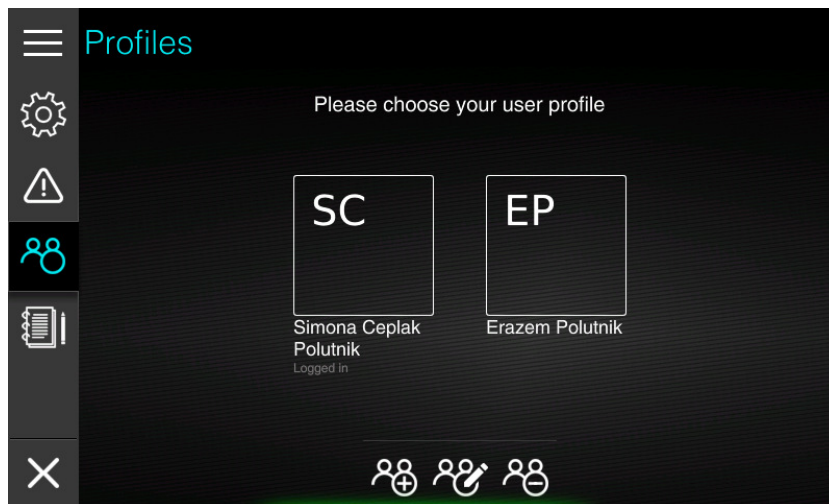 Profiles
Please choose your user profile
SC
EP
Simona Ceplak
Polutnik
Logged in
Erazem Polutnik